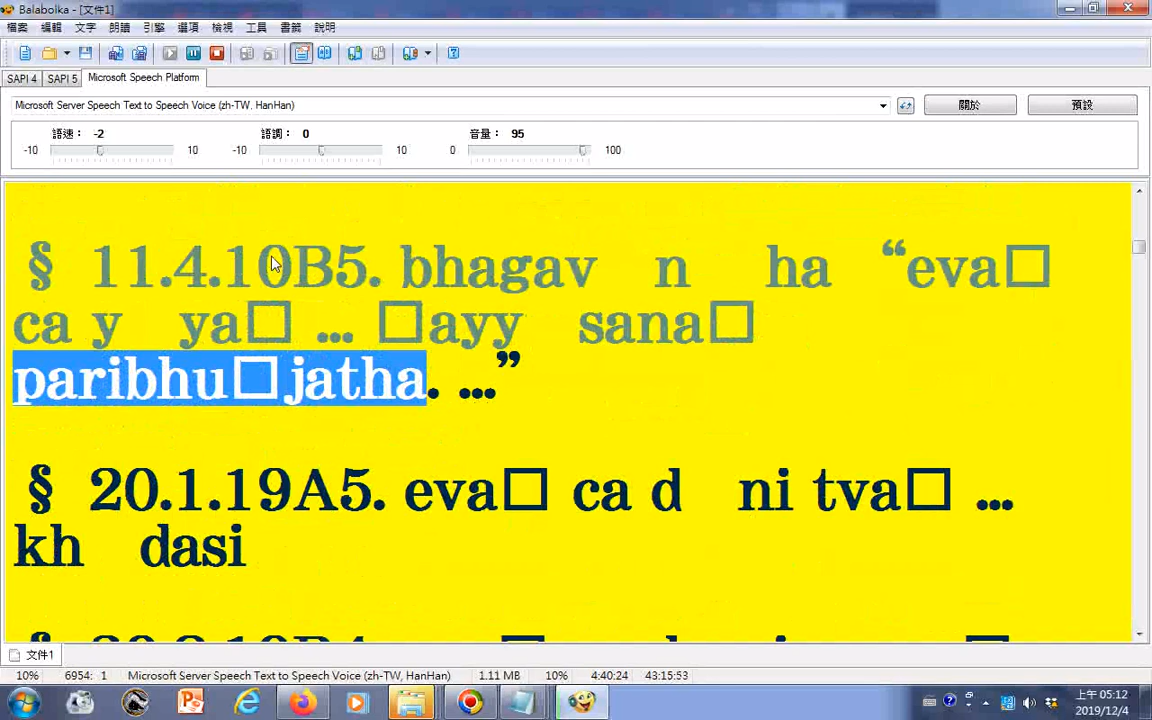 Balabolka - [文件1]
檔案 編輯 文字 朗讀 引擎 選項 檢視 工具 書籤 說明
SAPI 4 SAPI 5 Microsoft Speech Platform
Microsoft Server Speech Text to Speech Voice (zh-TW, HanHan) 關於 預設
語速： -2 語調： 0 音量： 95
-10 10 -10 10 0 100
§ 11.4.10B5. bhagav n ha “eva□
ca y ya□ ... □ayy sana□
paribhu□jatha. ...”
§ 20.1.19A5. eva□ ca d ni tva□ ...
kh dasi
文件1
10% 6954: 1 Microsoft Server Speech Text to Speech Voice (zh-TW, HanHan) 1.11 MB 10% 4:40:24 43:15:53
上午 05:12
2019/12/4